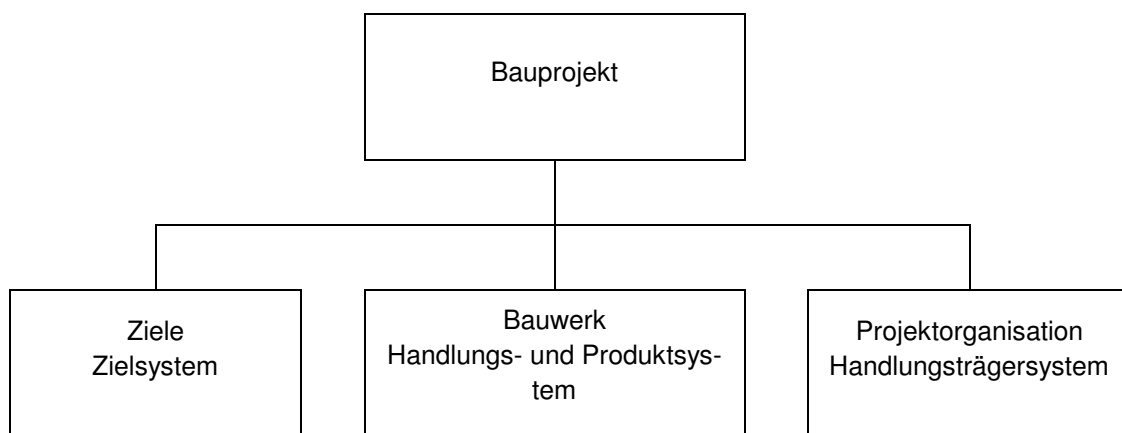 Bauprojekt
Ziele
Zielsystem
Bauwerk
Handlungs- und Produktsys-
tem
Projektorganisation
Handlungsträgersystem